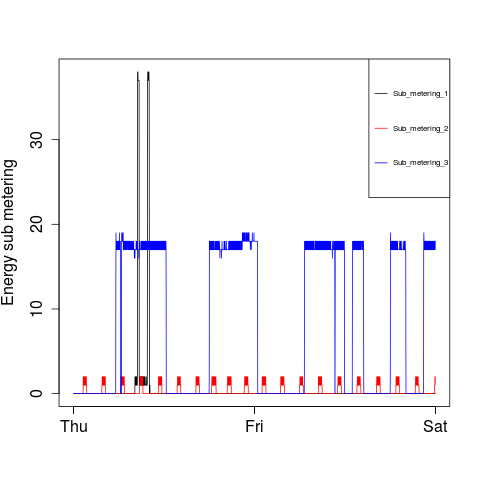 Sub_metering_1
Sub_metering_2
Sub_metering_3
Energy sub metering
30
20
10
0
Thu Fri Sat